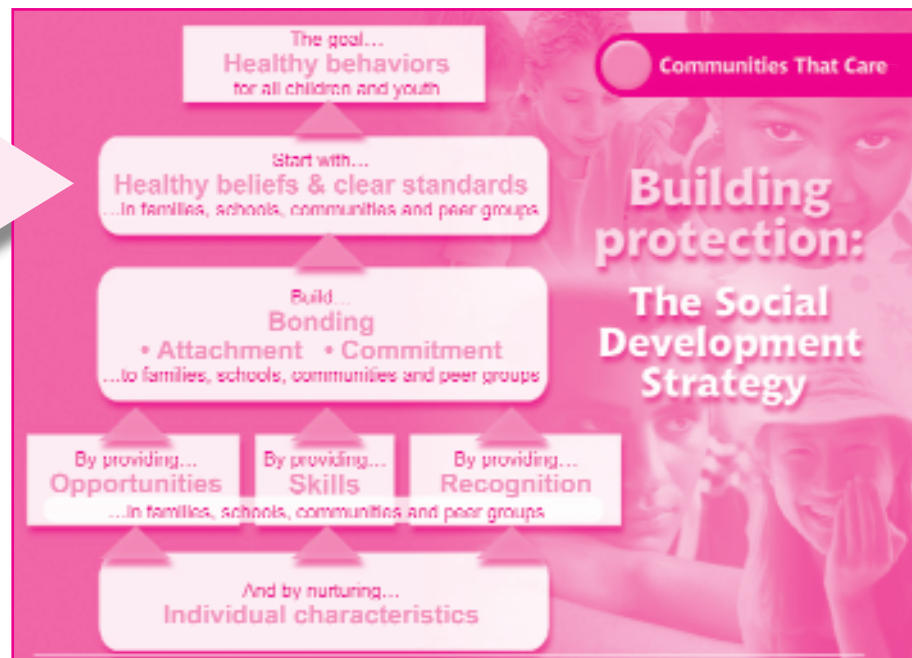 The goal...
Healthy behaviors
for all children and youth
Communities That Care
Start with...
Healthy beliefs & clear standards
...in families, schools, communities and peer groups
Building
protection:
The Social
Development
Strategy
Build...
Bonding
• Attachment • Commitment
...to families, schools, communities and peer groups
By providing...
Opportunities
By providing...
Skills
By providing...
Recognition
...in families, schools, communities and peer groups
And by nurturing...
Individual characteristics